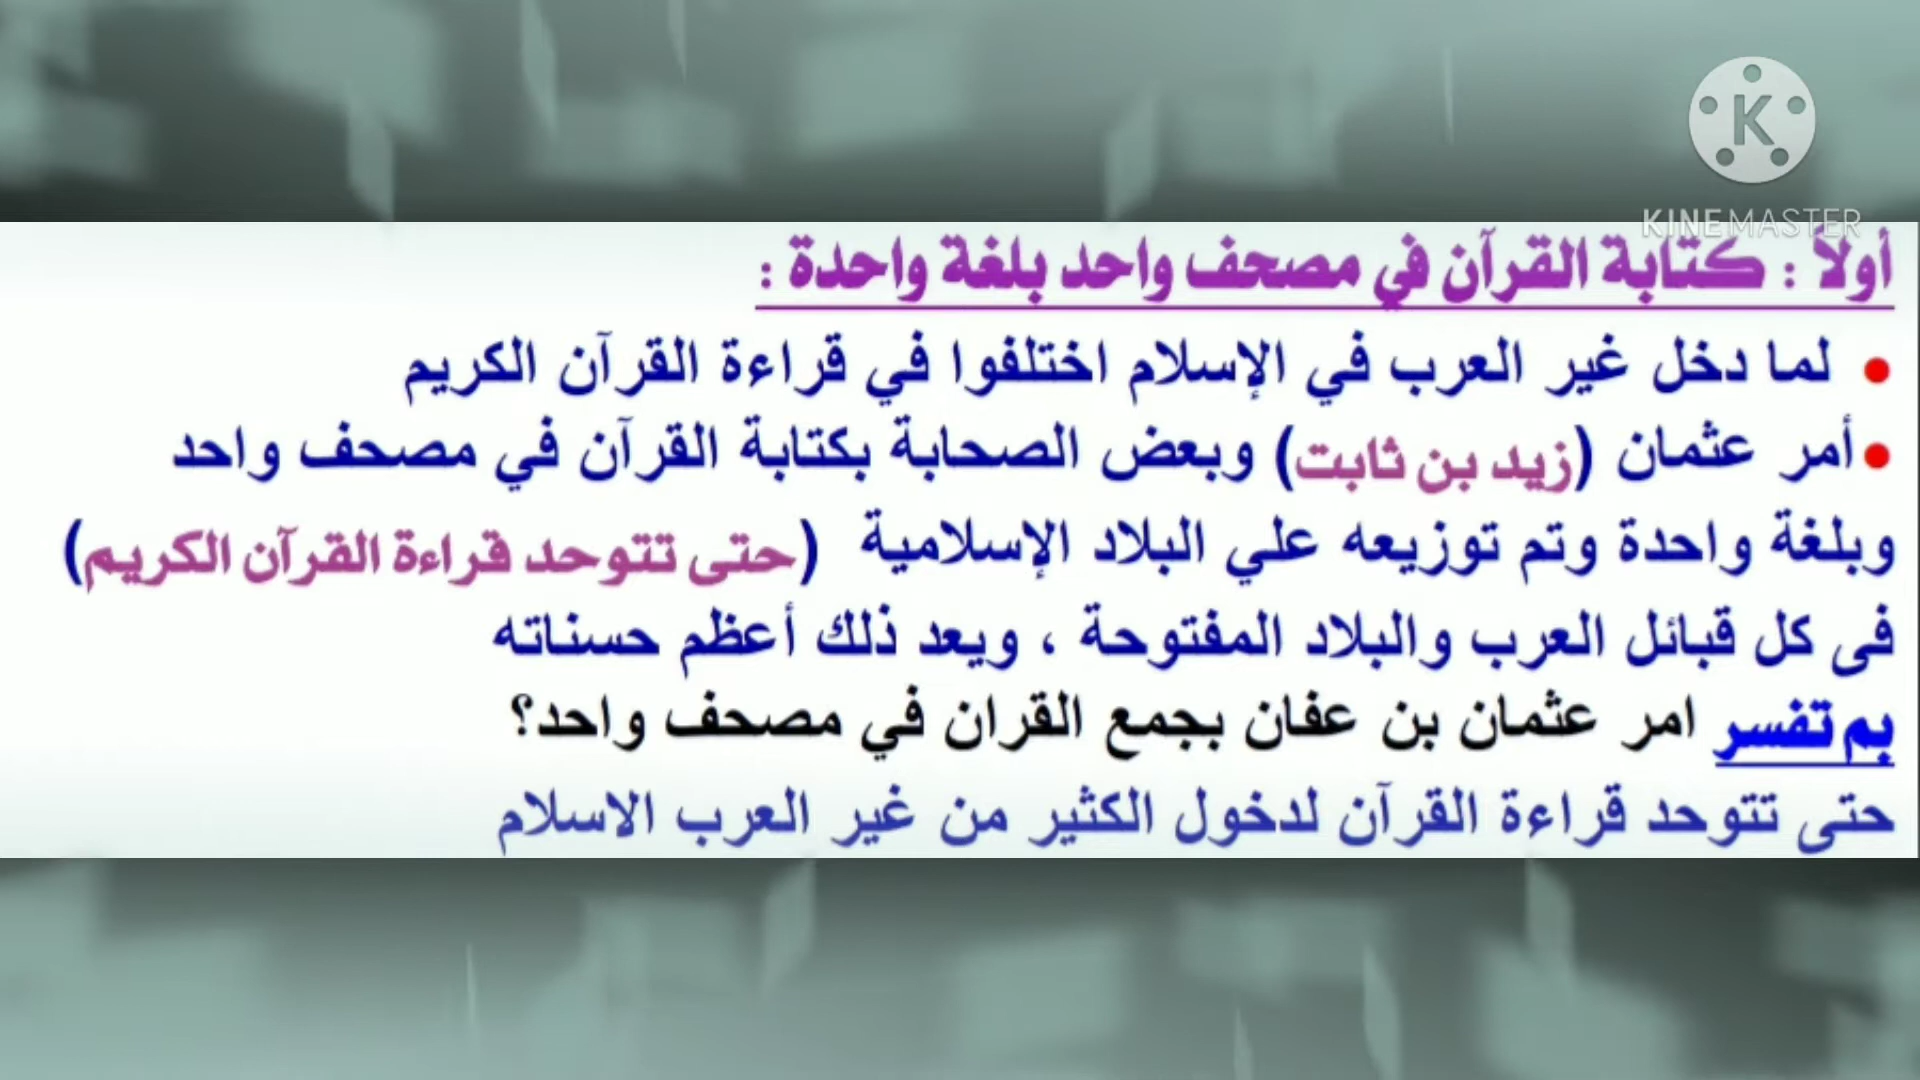 K
KINEMASTER
أولاً : كتابة القرآن في مصحف واحد بلغة واحدة :
• لما دخل غير العرب في الإسلام اختلفوا في قراءة القرآن الكريم
• أمر عثمان (زيد بن ثابت) وبعض الصحابة بكتابة القرآن في مصحف واحد
وبلغة واحدة وتم توزيعه علي البلاد الإسلامية (حتى تتوحد قراءة القرآن الكريم)
فى كل قبائل العرب والبلاد المفتوحة ، ويعد ذلك أعظم حسناته
بم تفسر امر عثمان بن عفان بجمع القران في مصحف واحد؟
حتى تتوحد قراءة القرآن لدخول الكثير من غير العرب الاسلام